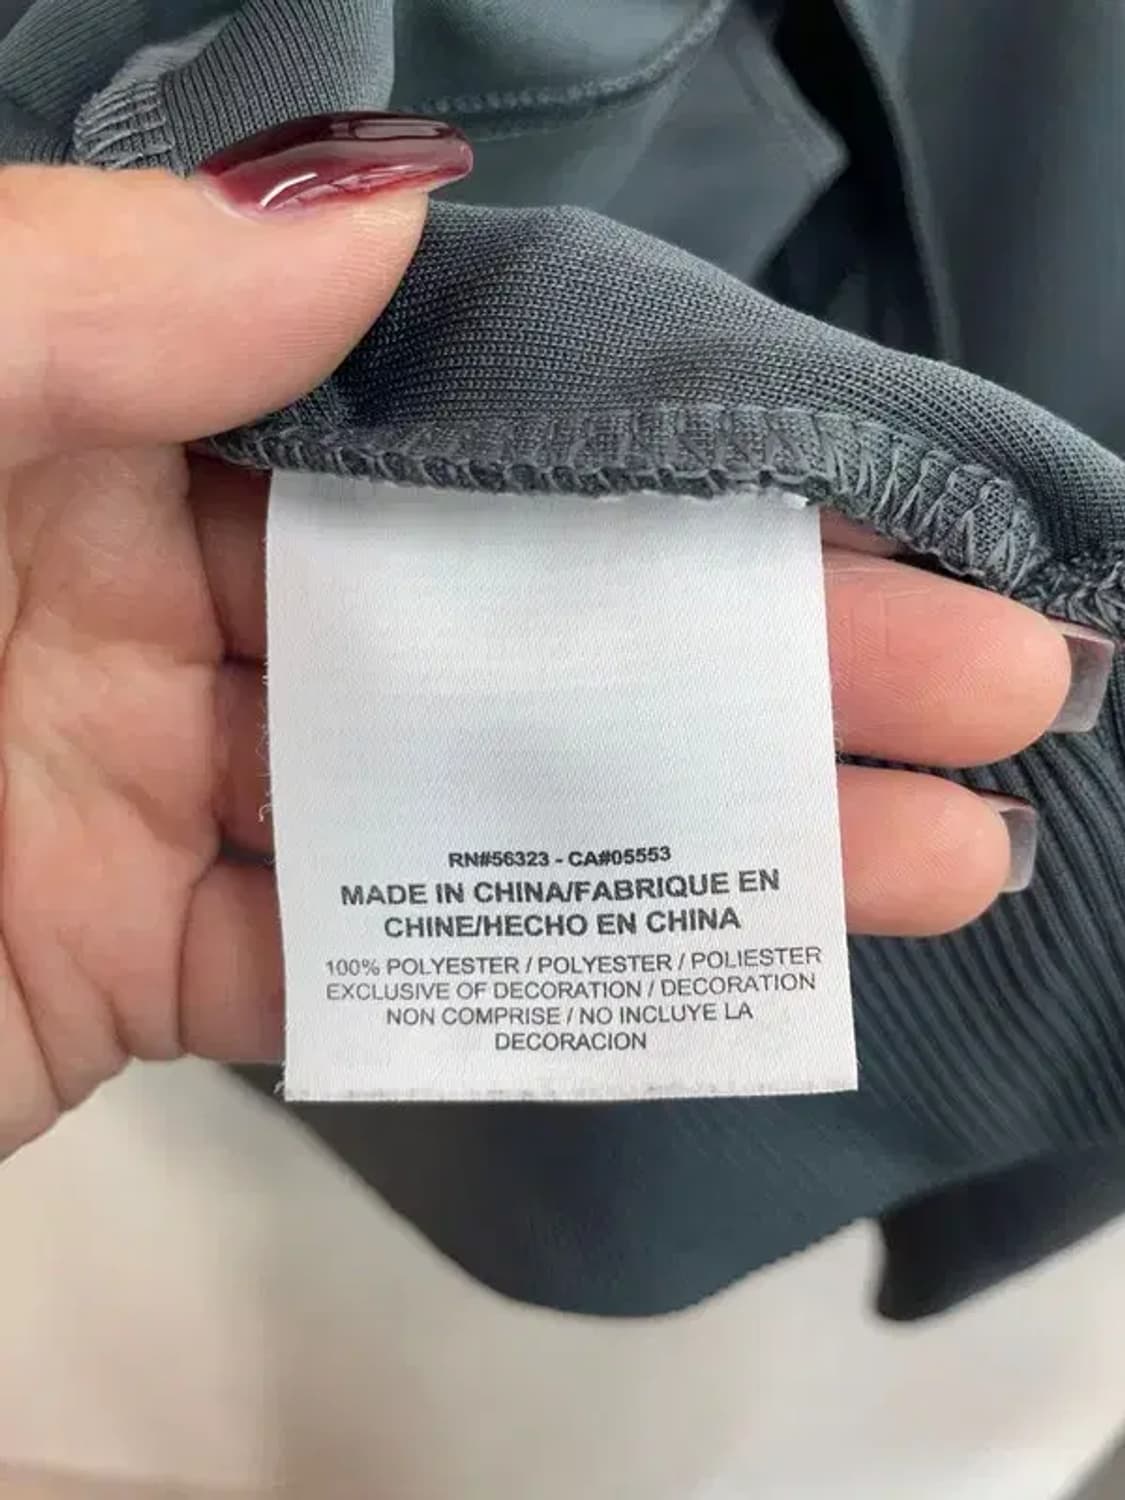 RN#56323 - CA#05553
MADE IN CHINA/FABRIQUE EN
CHINE/HECHO EN CHINA
100% POLYESTER / POLYESTER / POLIESTER
EXCLUSIVE OF DECORATION / DECORATION
NON COMPRISE / NO INCLUYE LA
DECORACION